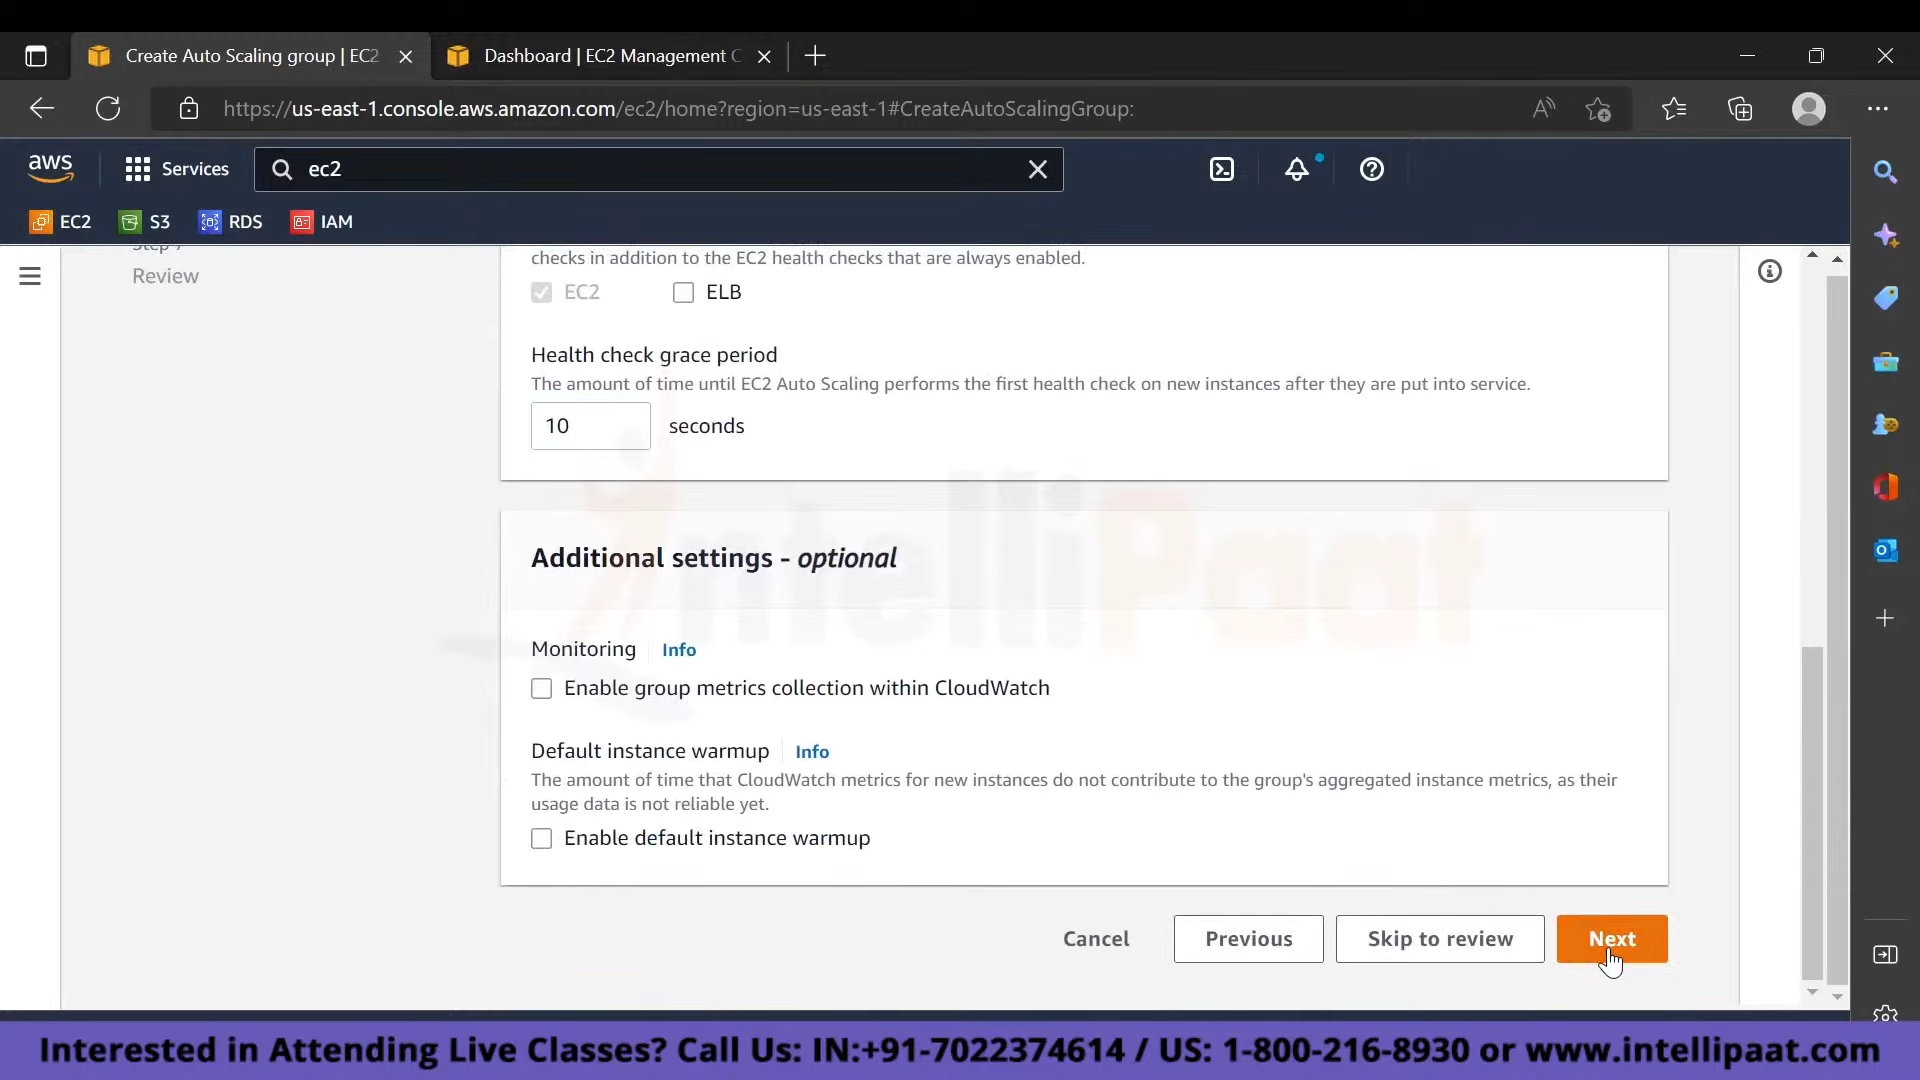 Create Auto Scaling group | EC2
Dashboard | EC2 Management C
https://us-east-1.console.aws.amazon.com/ec2/home?region=us-east-1#CreateAutoScalingGroup:
aws
Services
ec2
EC2
S3
RDS
IAM
Step 7
Review
checks in addition to the EC2 health checks that are always enabled.
EC2
ELB
Health check grace period
The amount of time until EC2 Auto Scaling performs the first health check on new instances after they are put into service.
10 seconds
IntelliPaat
Additional settings - optional
Monitoring Info
Enable group metrics collection within CloudWatch
Default instance warmup Info
The amount of time that CloudWatch metrics for new instances do not contribute to the group's aggregated instance metrics, as their
usage data is not reliable yet.
Enable default instance warmup
Cancel
Previous
Skip to review
Next
Interested in Attending Live Classes? Call Us: IN:+91-7022374614 / US: 1-800-216-8930 or www.intellipaat.com